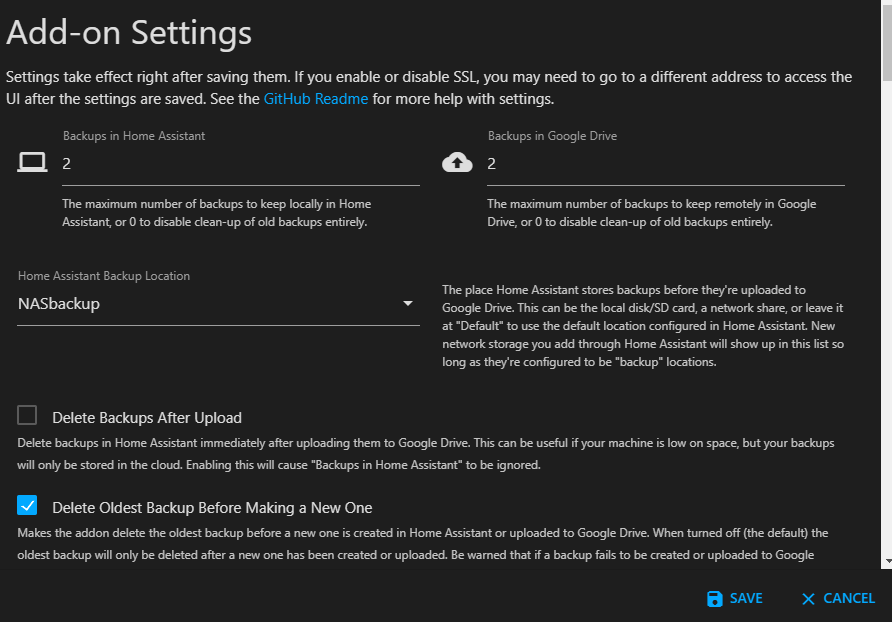 Add-on Settings
Settings take effect right after saving them. If you enable or disable SSL, you may need to go to a different address to access the
UI after the settings are saved. See the GitHub Readme for more help with settings.
Backups in Home Assistant
2
The maximum number of backups to keep locally in Home
Assistant, or 0 to disable clean-up of old backups entirely.
Backups in Google Drive
2
The maximum number of backups to keep remotely in Google
Drive, or 0 to disable clean-up of old backups entirely.
Home Assistant Backup Location
NASbackup
The place Home Assistant stores backups before they're uploaded to
Google Drive. This can be the local disk/SD card, a network share, or leave it
at "Default" to use the default location configured in Home Assistant. New
network storage you add through Home Assistant will show up in this list so
long as they're configured to be "backup" locations.
Delete Backups After Upload
Delete backups in Home Assistant immediately after uploading them to Google Drive. This can be useful if your machine is low on space, but your backups
will only be stored in the cloud. Enabling this will cause "Backups in Home Assistant" to be ignored.
Delete Oldest Backup Before Making a New One
Makes the addon delete the oldest backup before a new one is created in Home Assistant or uploaded to Google Drive. When turned off (the default) the
oldest backup will only be deleted after a new one has been created or uploaded. Be warned that if a backup fails to be created or uploaded to Google
SAVE
CANCEL